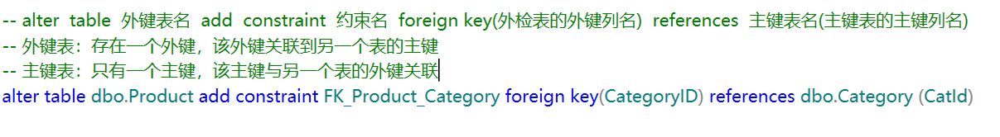 -- alter  table  外键表名  add  constraint  约束名  foreign key(外检表的外键列名)  references  主键表名(主键表的主键列名)
-- 外键表：存在一个外键，该外键关联到另一个表的主键
-- 主键表：只有一个主键，该主键与另一个表的外键关联
alter table dbo.Product add constraint FK_Product_Category foreign key(CategoryID) references dbo.Category (CatId)